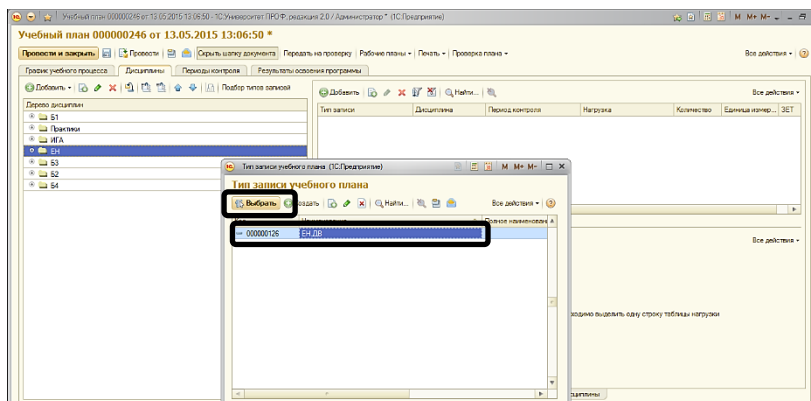 Учебный план 000000246 от 13.05.2015 13:06:50 * - 1С:Университет ПРОФ, редакция 2.0 / Администратор * (1С:Предприятие)
M M+ M-
Учебный план 000000246 от 13.05.2015 13:06:50 *
Провести и закрыть Провести Скрыть шапку документа Передать на проверку Рабочие планы Печать Проверка плана Все действия
График учебного процесса Дисциплины Периоды контроля Результаты освоения программы
Добавить Подбор типов записей
Добавить Найти... Все действия
Дерево дисциплин
Тип записи Дисциплина Период контроля Нагрузка Количество Единица измер... ЗЕТ
Б1
Практики
ИГА
ЕН
Б3
Б2
Б4
Тип записи учебного плана (1С:Предприятие) M M+ M-
Тип записи учебного плана
Выбрать Создать Найти... Все действия
Полное наименован
000000126 ЕН.ДВ
Все действия
ходимо выделить одну строку таблицы нагрузки
циплины